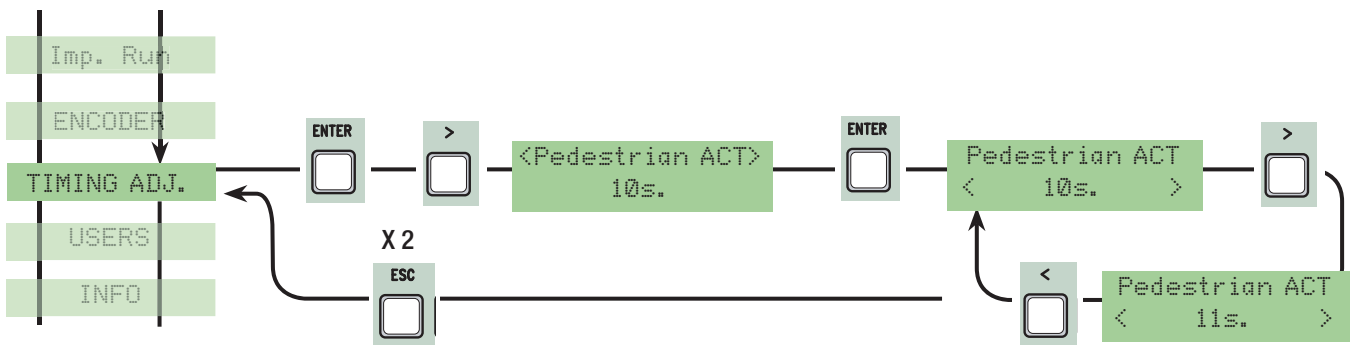 Imp. Run
ENCODER
TIMING ADJ.
USERS
INFO
ENTER
>
<Pedestrian ACT>
10s.
ENTER
Pedestrian ACT
< 10s. >
>
X 2
ESC
<
Pedestrian ACT
< 11s. >